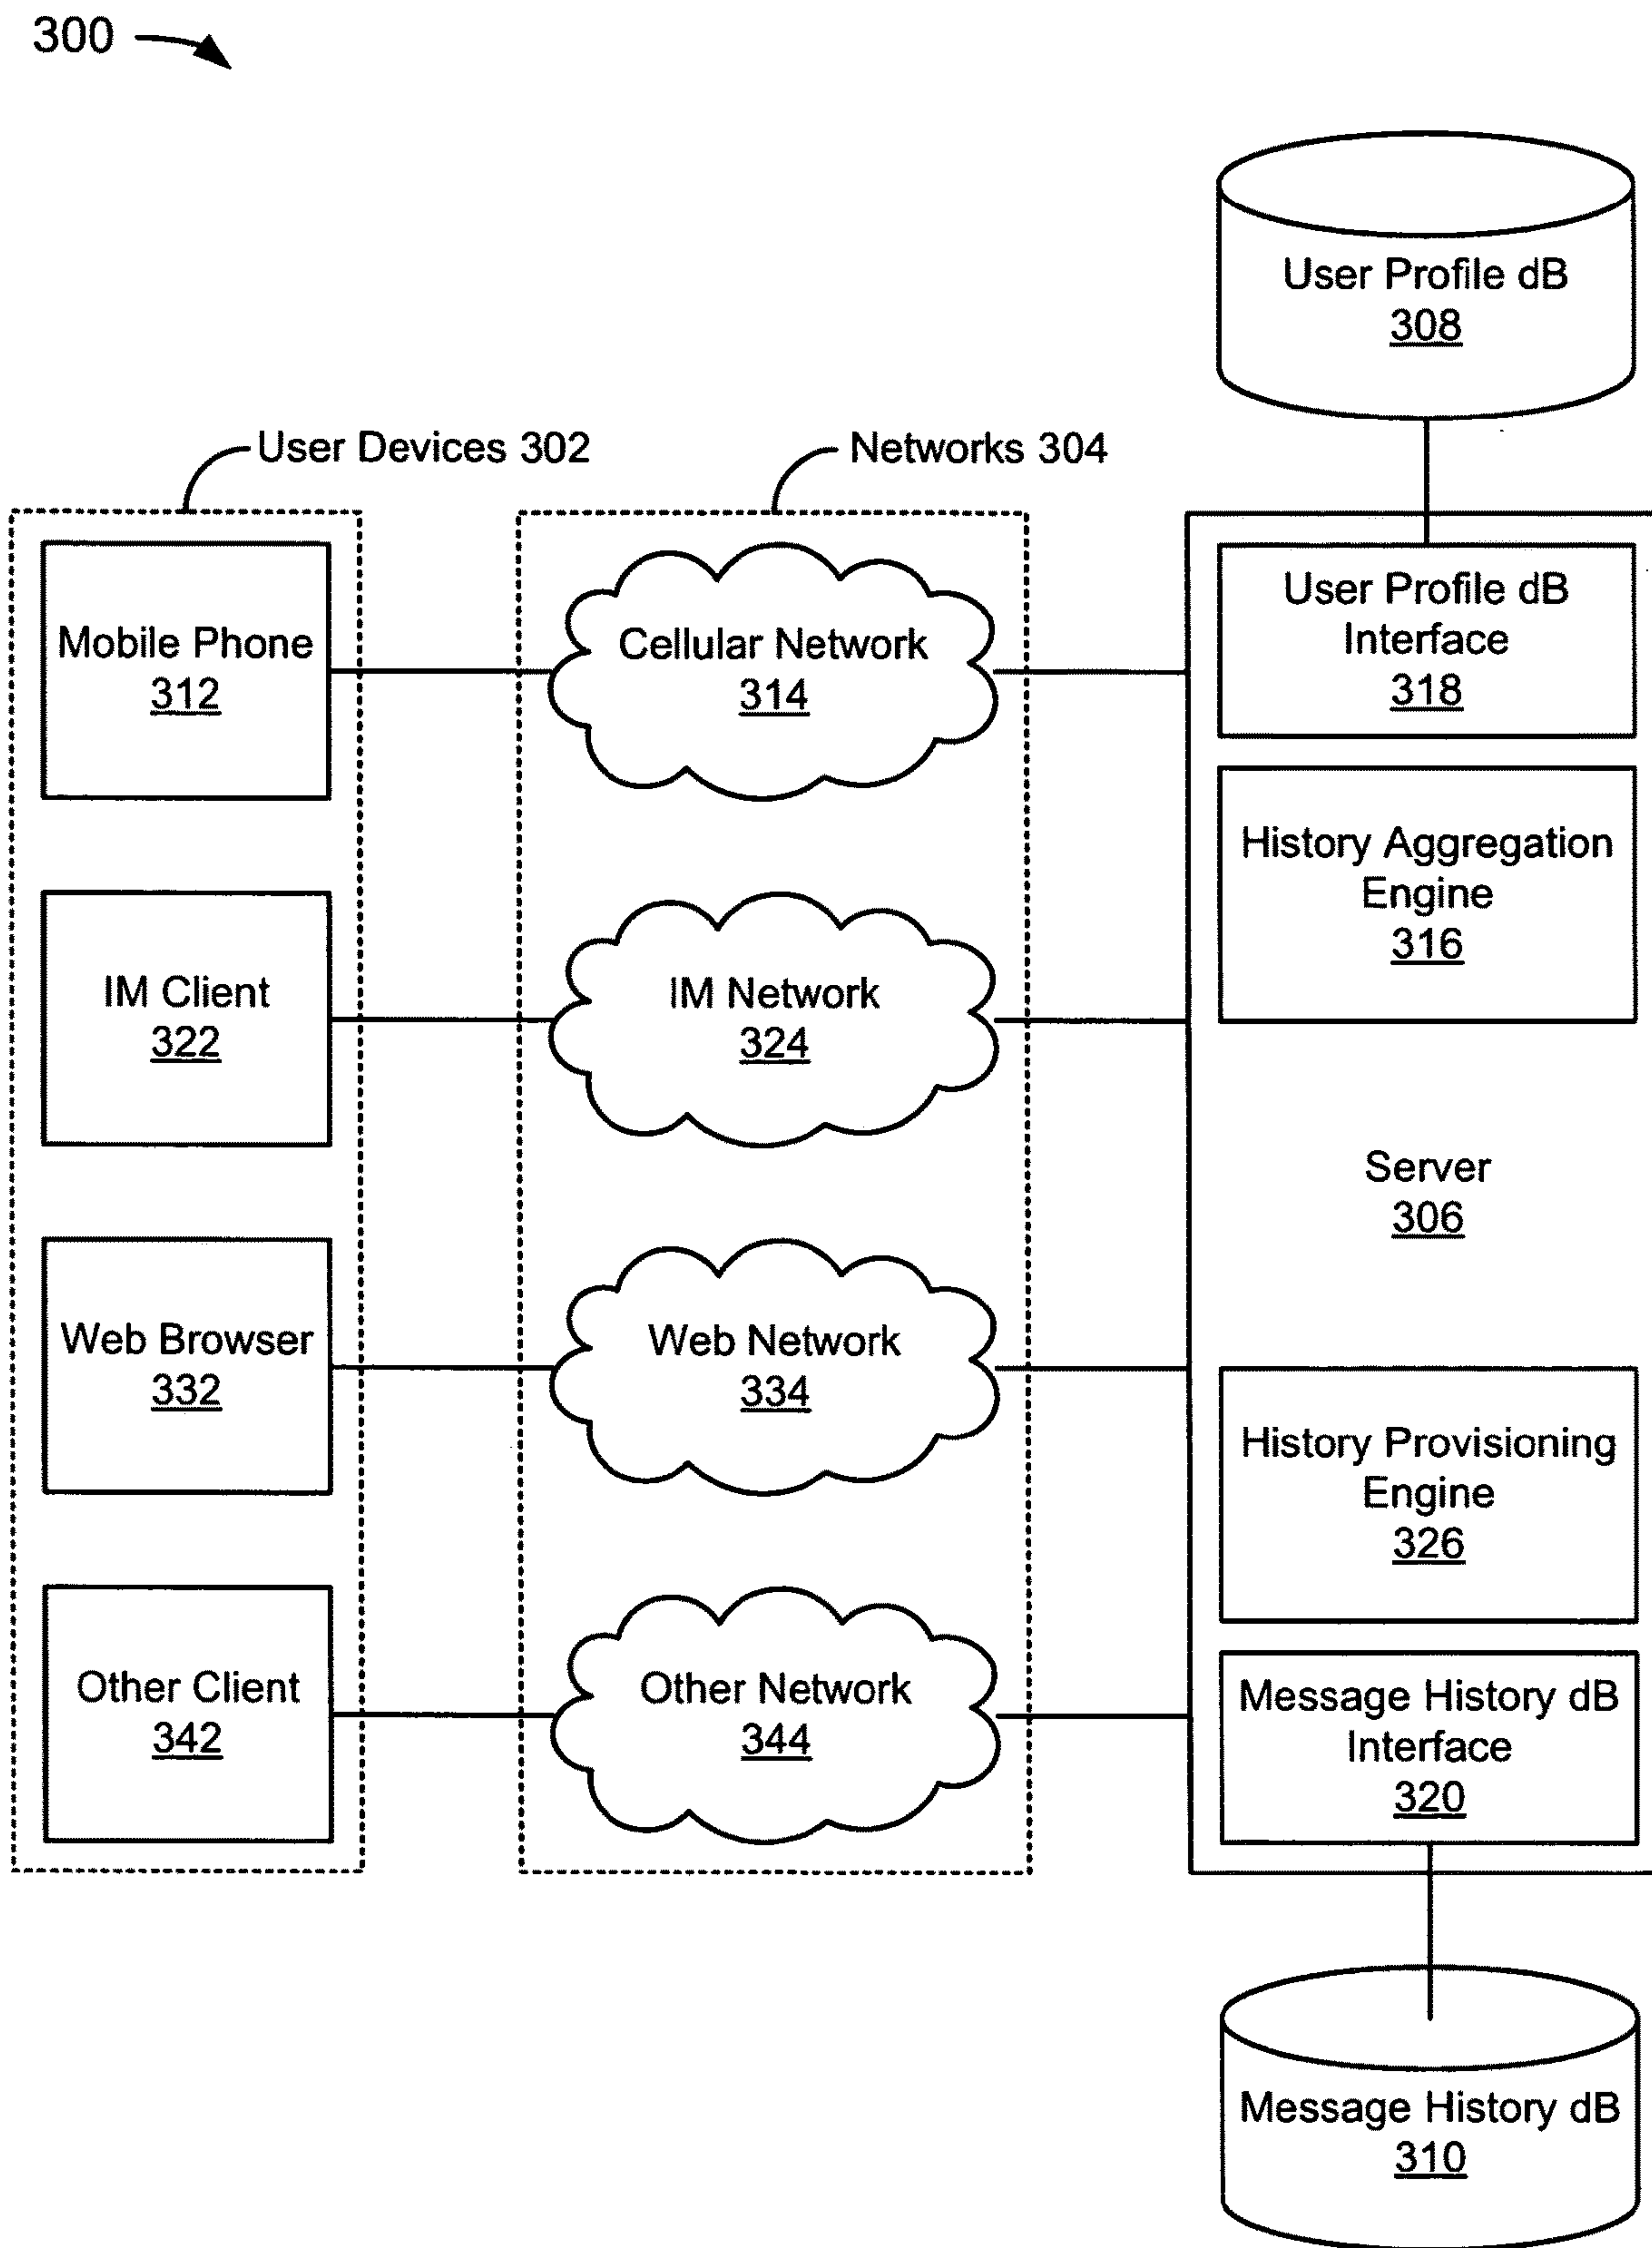 300
User Profile dB
308
User Devices 302
Networks 304
Mobile Phone
312
Cellular Network
314
User Profile dB
Interface
318
History Aggregation
Engine
316
IM Client
322
IM Network
324
Server
306
Web Browser
332
Web Network
334
History Provisioning
Engine
326
Other Client
342
Other Network
344
Message History dB
Interface
320
Message History dB
310